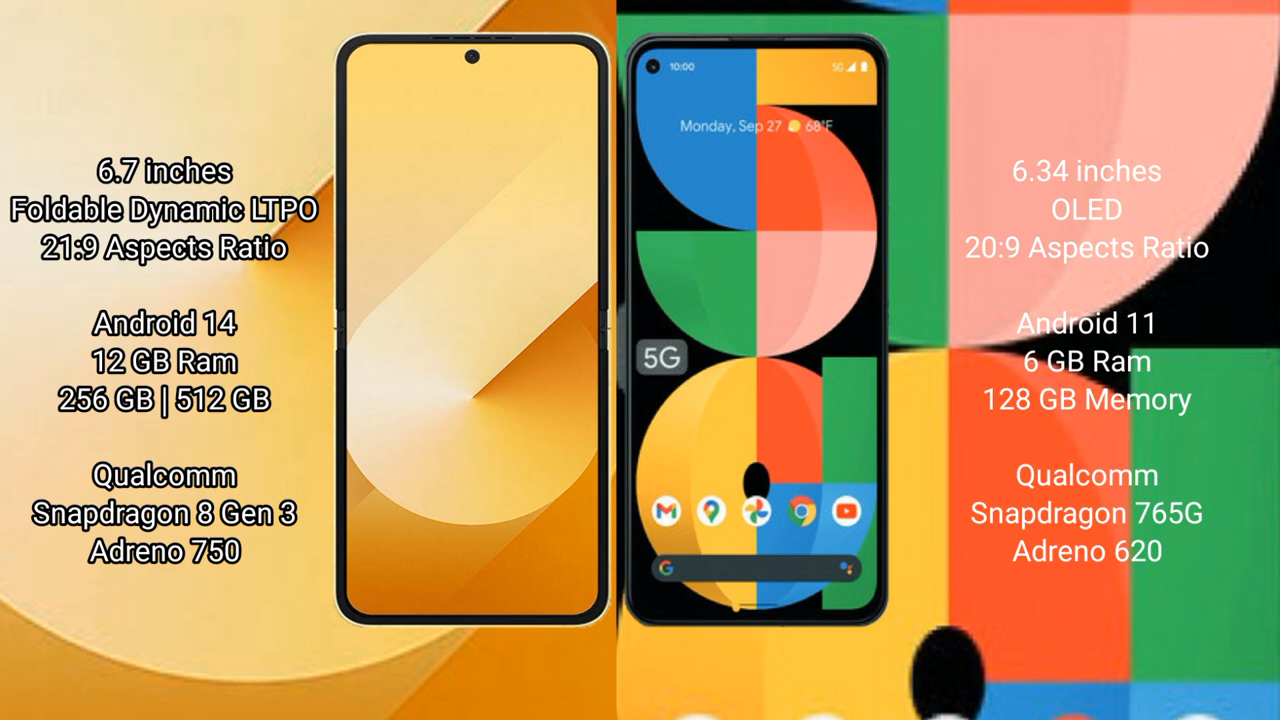 6.7 inches
Foldable Dynamic LTPO
21:9 Aspects Ratio
Android 14
12 GB Ram
256 GB | 512 GB
Qualcomm
Snapdragon 8 Gen 3
Adreno 750
10:00
5G
Monday, Sep 27 68°F
5G
6.34 inches
OLED
20:9 Aspects Ratio
Android 11
6 GB Ram
128 GB Memory
Qualcomm
Snapdragon 765G
Adreno 620